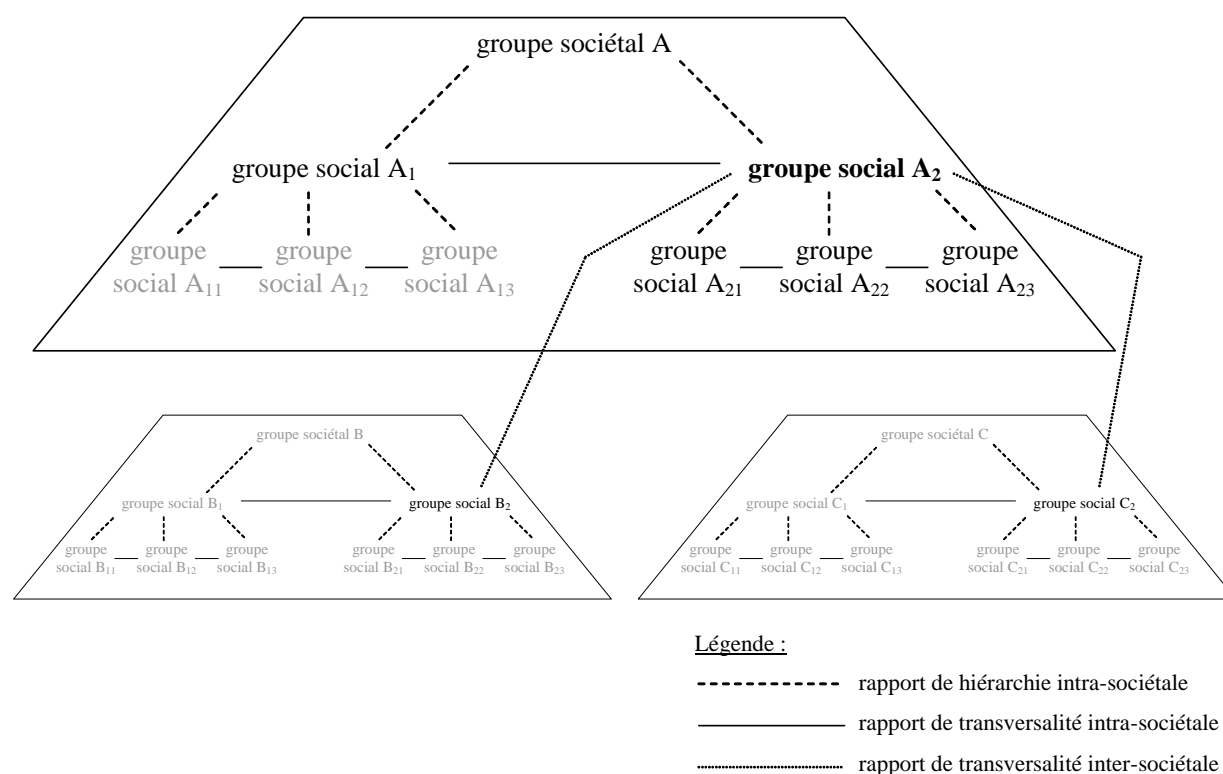 groupe sociétal A
groupe social A₁
groupe social A₂
groupe
social A₁₁
groupe
social A₁₂
groupe
social A₁₃
groupe
social A₂₁
groupe
social A₂₂
groupe
social A₂₃
groupe sociétal B
groupe social B₁
groupe social B₂
groupe
social B₁₁
groupe
social B₁₂
groupe
social B₁₃
groupe
social B₂₁
groupe
social B₂₂
groupe
social B₂₃
groupe sociétal C
groupe social C₁
groupe social C₂
groupe
social C₁₁
groupe
social C₁₂
groupe
social C₁₃
groupe
social C₂₁
groupe
social C₂₂
groupe
social C₂₃
Légende :
rapport de hiérarchie intra-sociétale
rapport de transversalité intra-sociétale
rapport de transversalité inter-sociétale